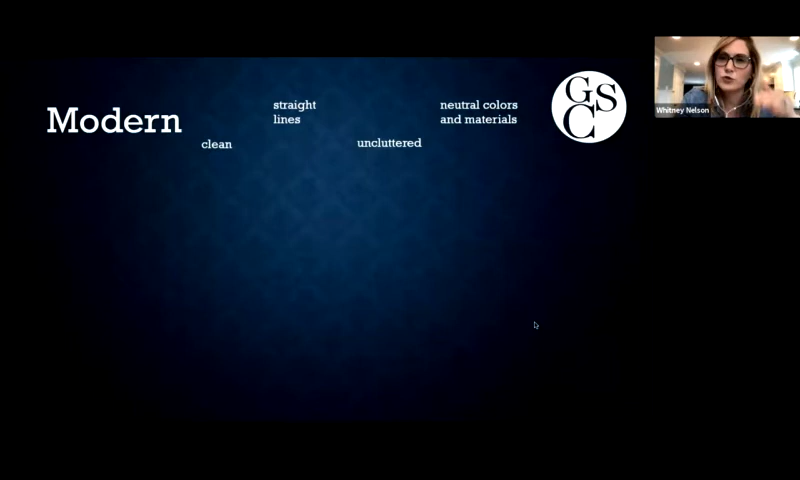 Modern
clean
straight
lines
uncluttered
neutral colors
and materials
GSC
Whitney Nelson